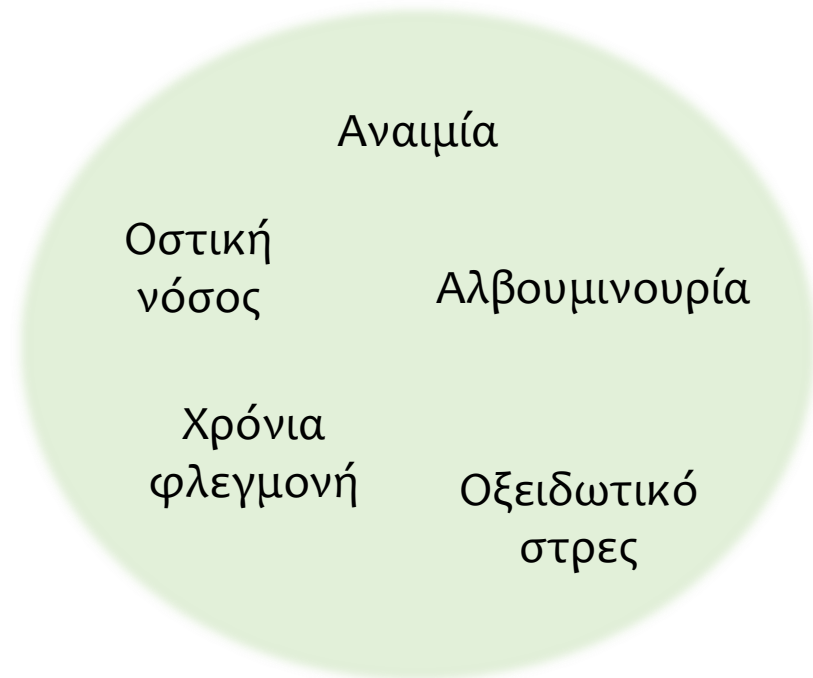 Αναιμία
Οστική
νόσος
Αλβουμινουρία
Χρόνια
φλεγμονή
Οξειδωτικό
στρες